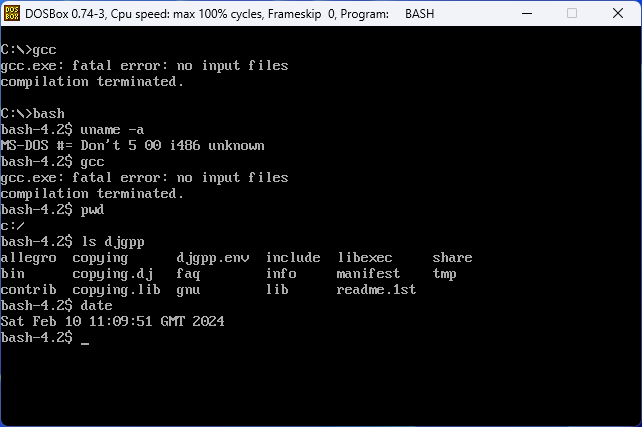 DOS BOX DOSBox 0.74-3, Cpu speed: max 100% cycles, Frameskip  0, Program:     BASH
C:\>gcc
gcc.exe: fatal error: no input files
compilation terminated.
C:\>bash
bash-4.2$ uname -a
MS-DOS #= Don't 5 00 i486 unknown
bash-4.2$ gcc
gcc.exe: fatal error: no input files
compilation terminated.
bash-4.2$ pwd
c:/
bash-4.2$ ls djgpp
allegro  copying      djgpp.env  include  libexec     share
bin      copying.dj   faq        info     manifest    tmp
contrib  copying.lib  gnu        lib      readme.1st
bash-4.2$ date
Sat Feb 10 11:09:51 GMT 2024
bash-4.2$ _